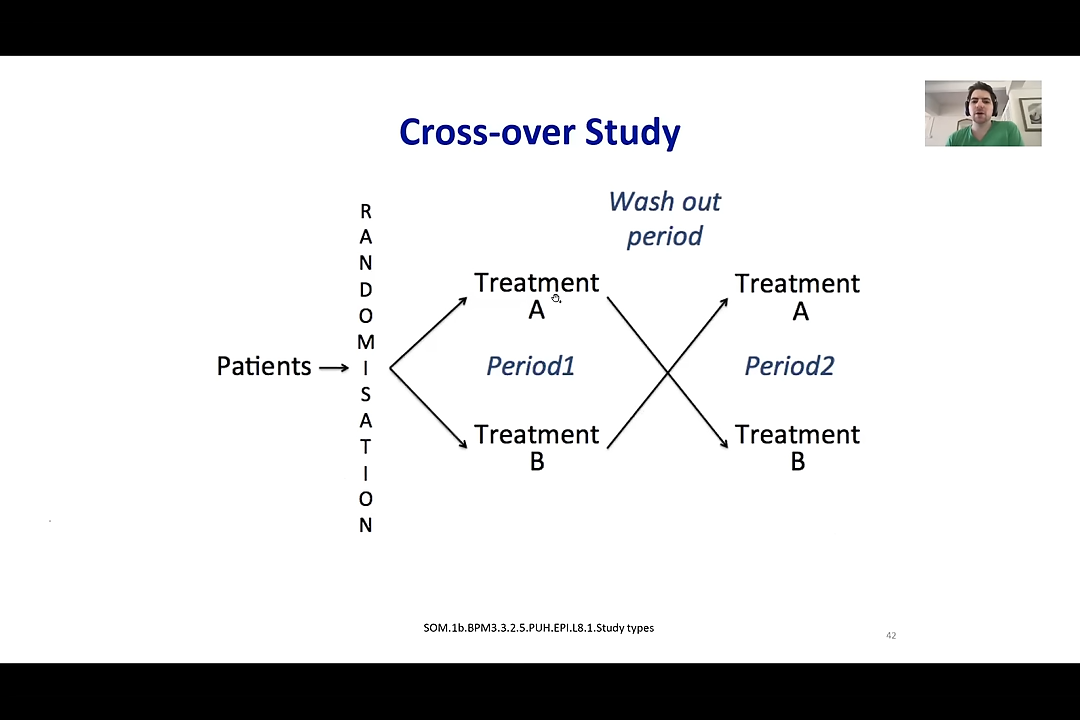 Cross-over Study
Wash out
period
R
A
N
D
O
M
I
S
A
T
I
O
N
Patients
Treatment
A
Period1
Treatment
B
Treatment
A
Period2
Treatment
B
SOM.1b.BPM3.3.2.5.PUH.EPI.L8.1.Study types
42